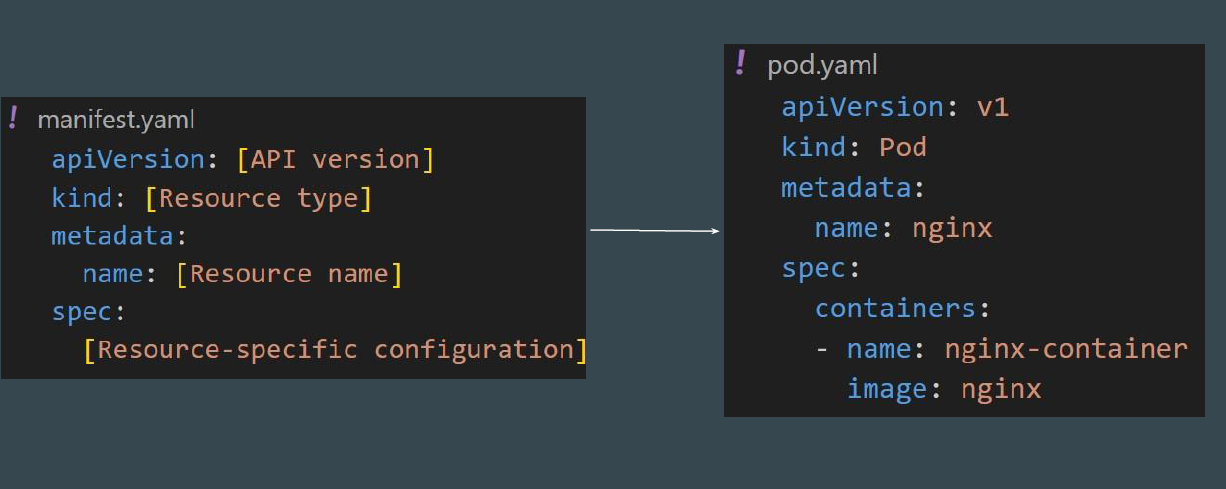 ! manifest.yaml
apiVersion: [API version]
kind: [Resource type]
metadata:
  name: [Resource name]
spec:
  [Resource-specific configuration]
! pod.yaml
apiVersion: v1
kind: Pod
metadata:
  name: nginx
spec:
  containers:
  - name: nginx-container
    image: nginx